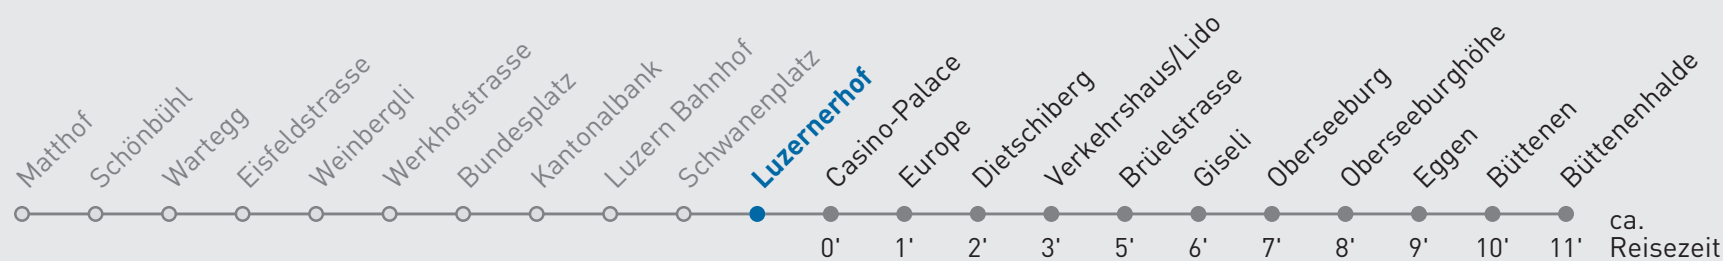 Matthof
Schönbühl
Wartegg
Eisfeldstrasse
Weinbergli
Werkhofstrasse
Bundesplatz
Kantonalbank
Luzern Bahnhof
Schwanenplatz
Luzernerhof
Casino-Palace
Europe
Dietschiberg
Verkehrshaus/Lido
Brüelstrasse
Giseli
Oberseeburg
Oberseeburghöhe
Eggen
Büttenen
Büttenenhalde
ca.
0' 1' 2' 3' 5' 6' 7' 8' 9' 10' 11' Reisezeit